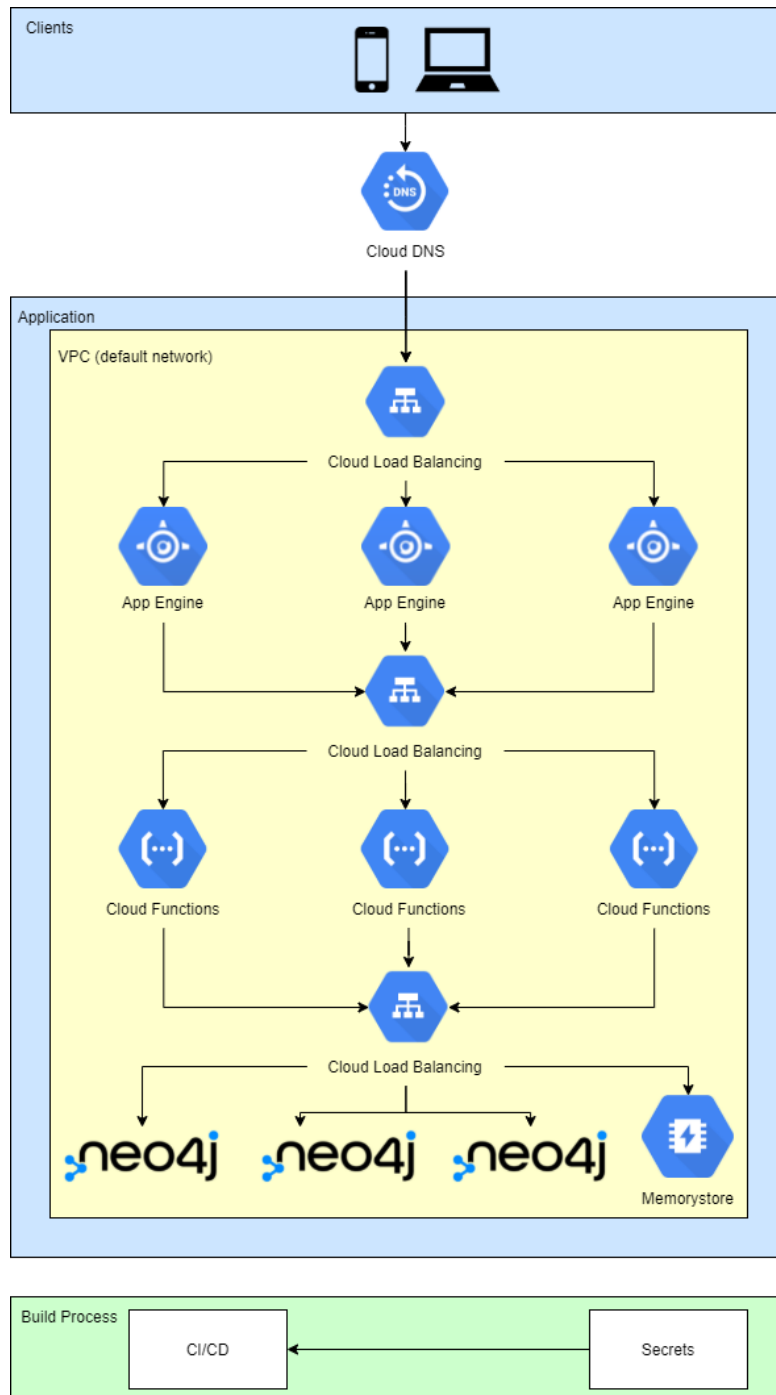 Clients
DNS
Cloud DNS
Application
VPC (default network)
Cloud Load Balancing
App Engine
App Engine
App Engine
Cloud Load Balancing
Cloud Functions
Cloud Functions
Cloud Functions
Cloud Load Balancing
neo4j
neo4j
neo4j
Memorystore
Build Process
CI/CD
Secrets